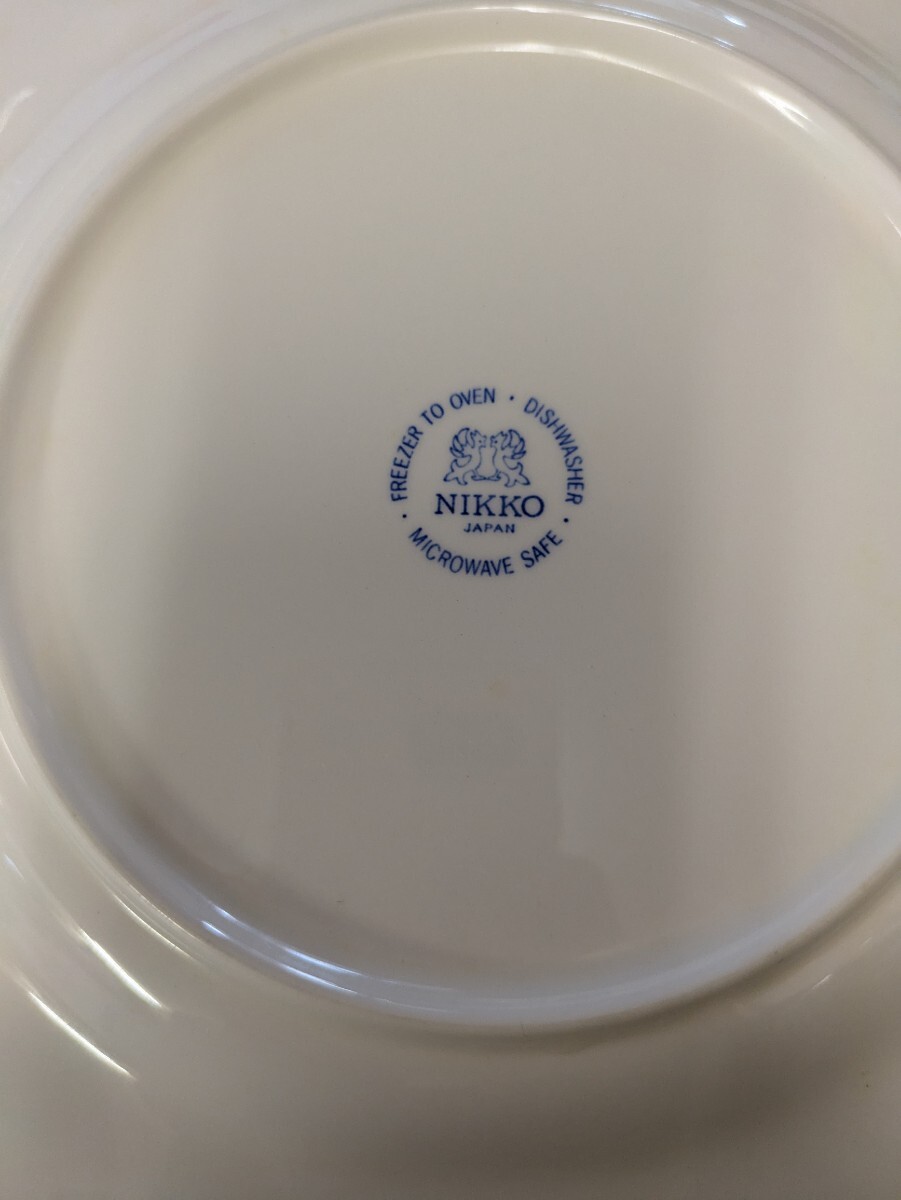 FREEZER TO OVEN · DISHWASHER ·
NIKKO
JAPAN
MICROWAVE SAFE ·